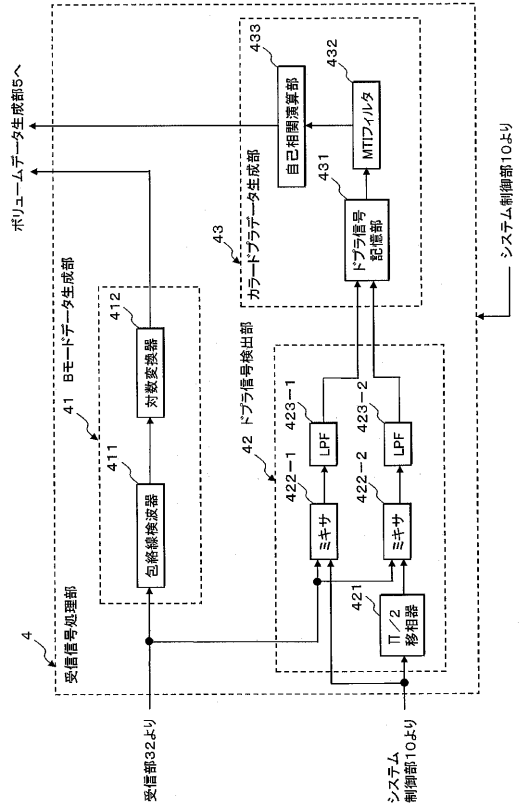 4
受信信号処理部
受信部32より
41
Bモードデータ生成部
411
包絡線検波器
412
対数変換器
ボリュームデータ生成部5へ
42
ドプラ信号検出部
システム
制御部10より
421
Π/2
移相器
422-1
ミキサ
422-2
ミキサ
423-1
LPF
423-2
LPF
43
カラードプラデータ生成部
431
ドプラ信号
記憶部
432
MTIフィルタ
433
自己相関演算部
システム制御部10より